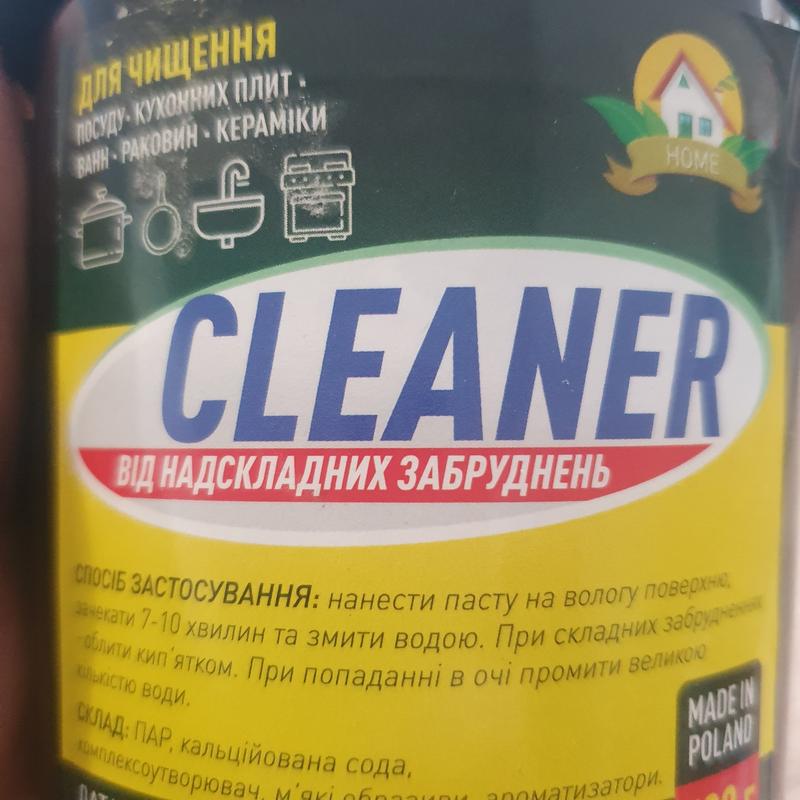 ДЛЯ ЧИЩЕННЯ
ПОСУДУ · КУХОННИХ ПЛИТ ·
ВАНН · РАКОВИН · КЕРАМІКИ
HOME
CLEANER
ВІД НАДСКЛАДНИХ ЗАБРУДНЕНЬ
СПОСІБ ЗАСТОСУВАННЯ: нанести пасту на вологу поверхню,
зачекати 7-10 хвилин та змити водою. При складних забрудненнях
-облити кип'ятком. При попаданні в очі промити великою
кількістю води.
СКЛАД: ПАР, кальційована сода,
комплексоутворювач, м'які абразиви, ароматизатори.
MADE IN
POLAND